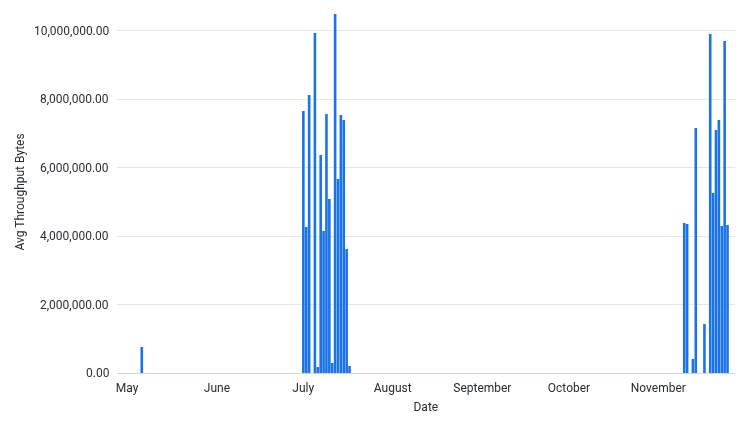 Avg Throughput Bytes
10,000,000.00
8,000,000.00
6,000,000.00
4,000,000.00
2,000,000.00
0.00
May June July August September October November
Date